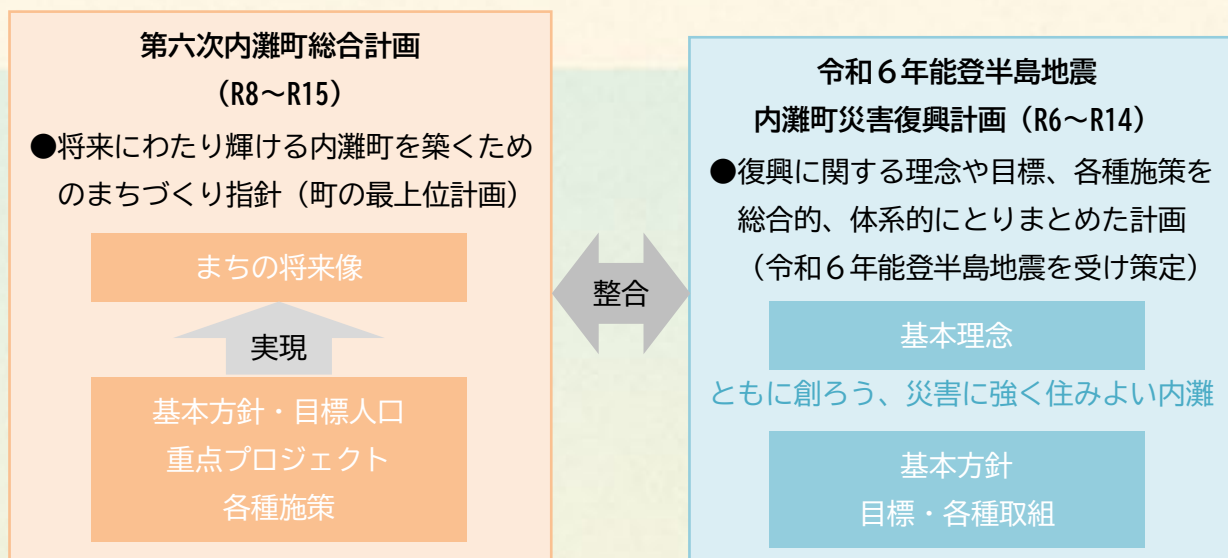 第六次内灘町総合計画
（R8～R15）
●将来にわたり輝ける内灘町を築くため
のまちづくり指針（町の最上位計画）
まちの将来像
実現
基本方針・目標人口
重点プロジェクト
各種施策
整合
令和６年能登半島地震
内灘町災害復興計画（R6～R14）
●復興に関する理念や目標、各種施策を
総合的、体系的にとりまとめた計画
（令和６年能登半島地震を受け策定）
基本理念
ともに創ろう、災害に強く住みよい内灘
基本方針
目標・各種取組